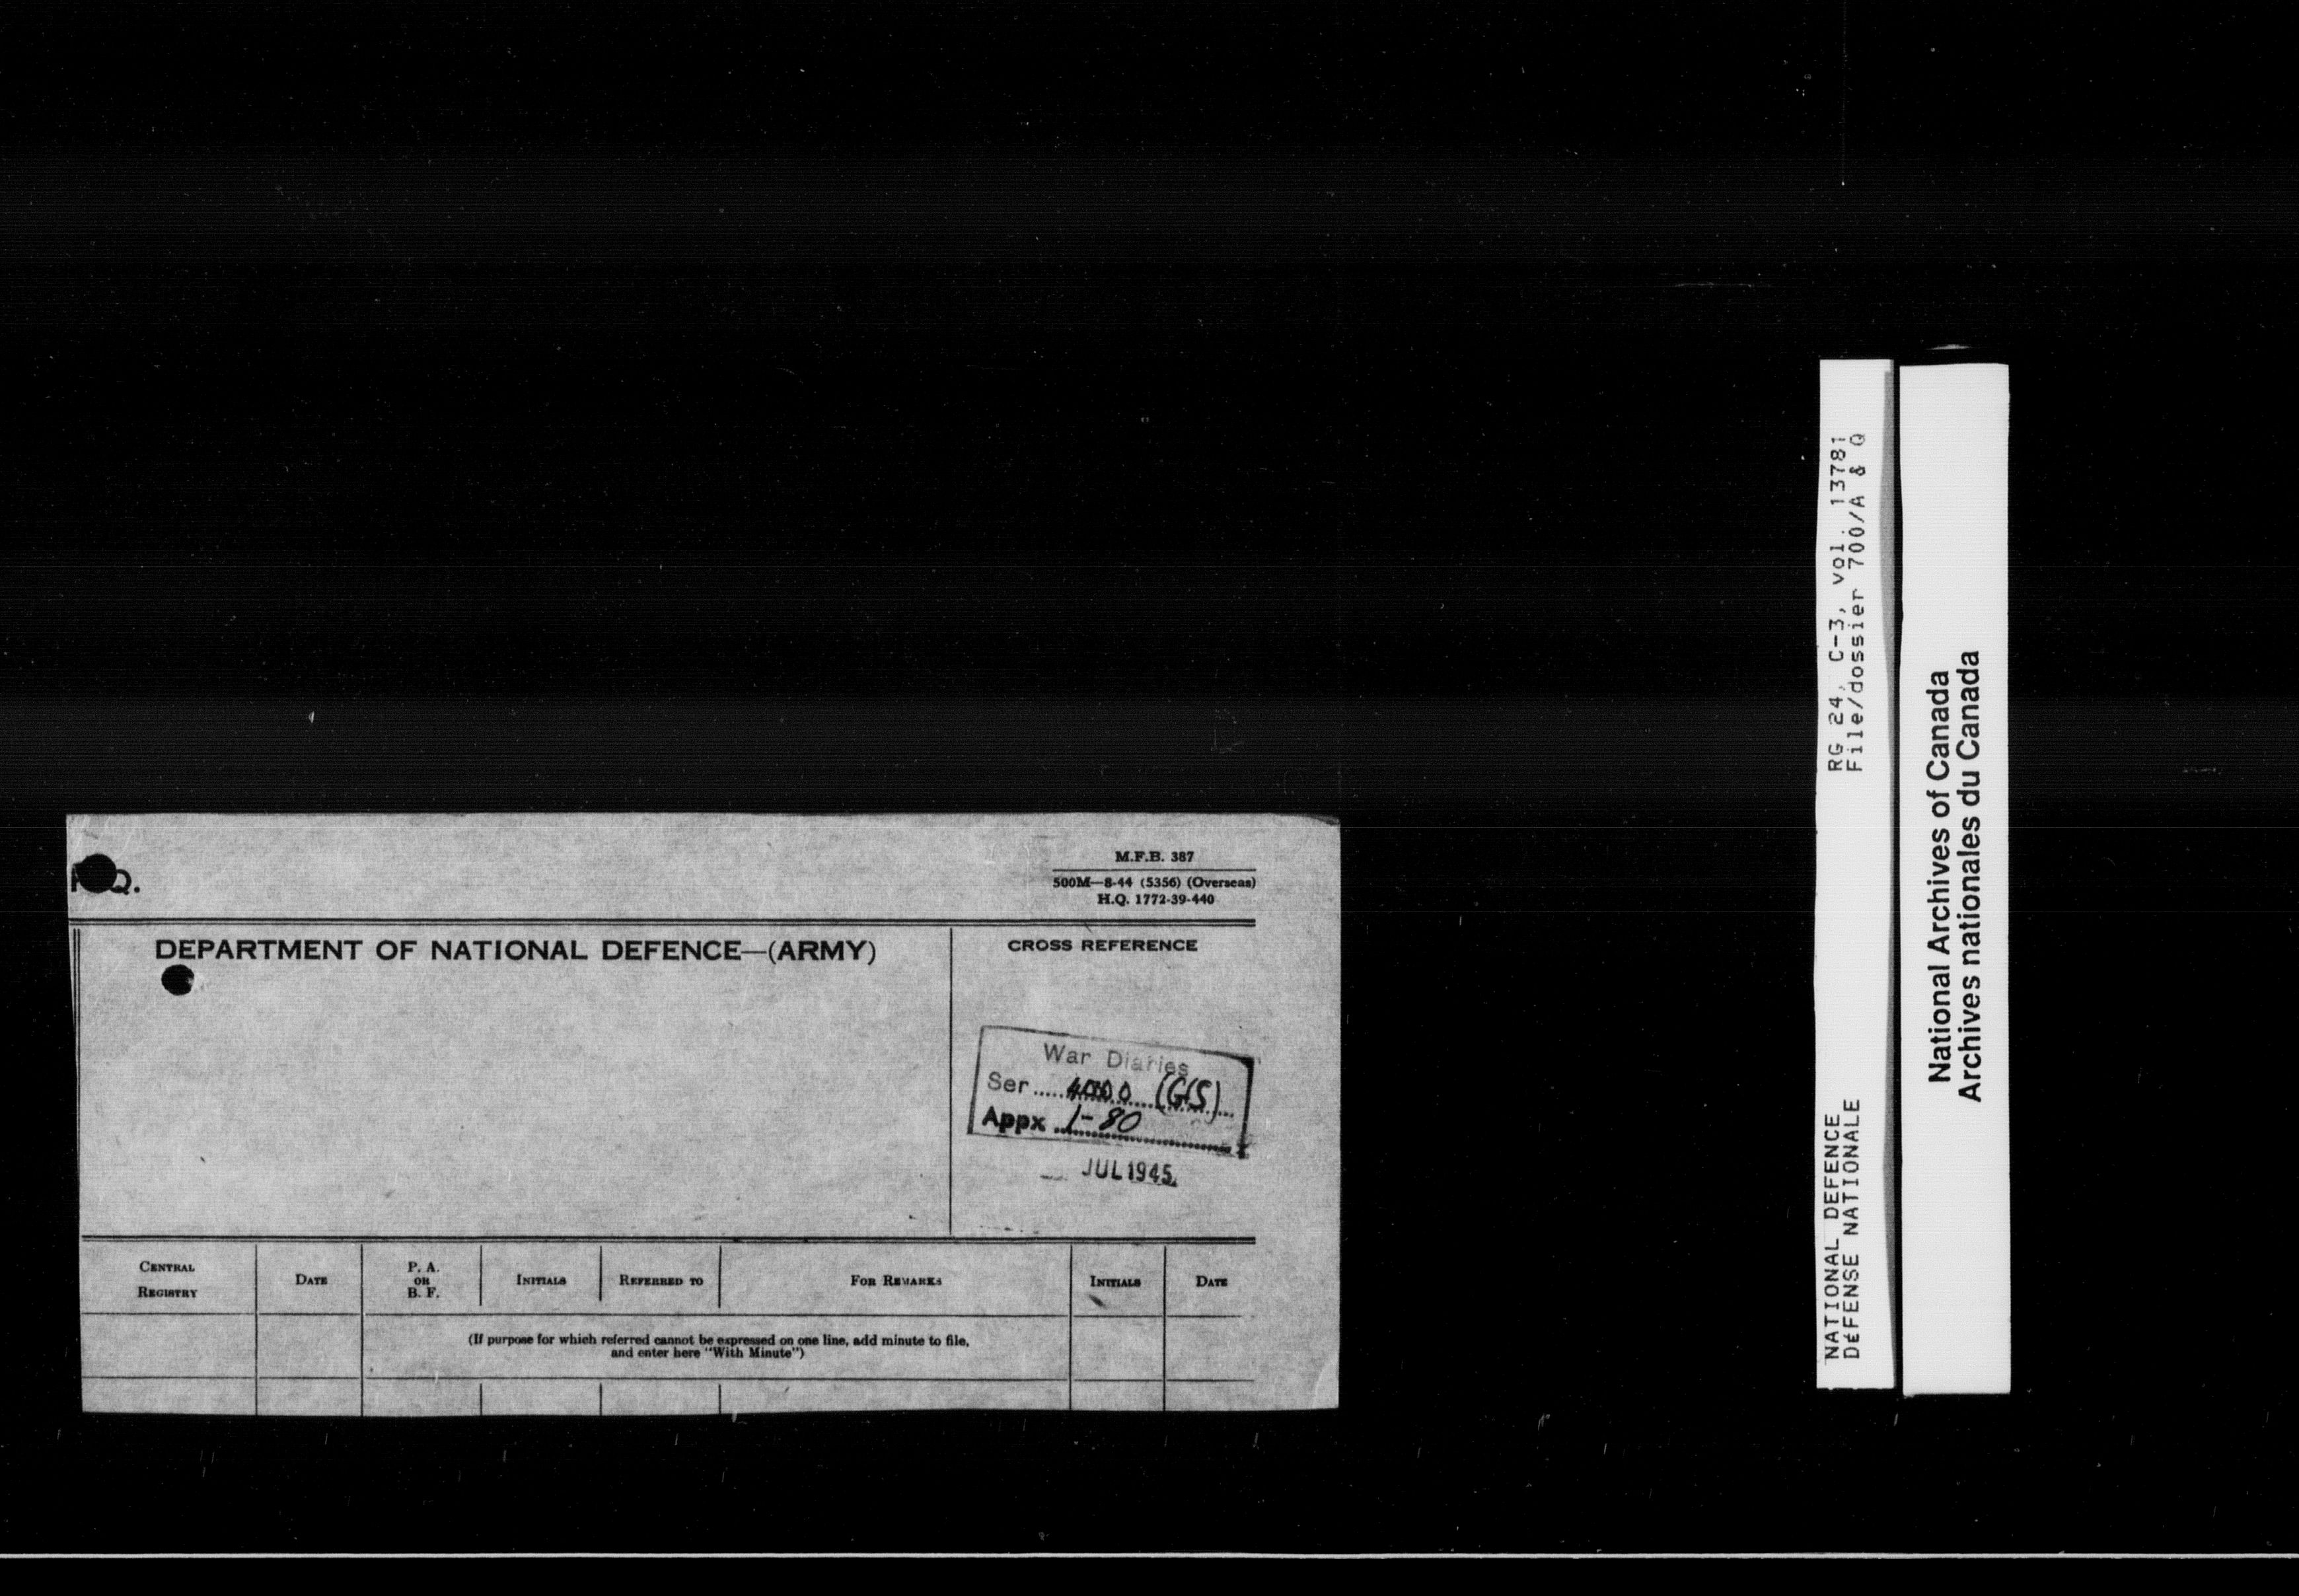 Q.
M.F.B. 387
500M—8-44 (5356) (Overseas)
H.Q. 1772-39-440
DEPARTMENT OF NATIONAL DEFENCE—(ARMY)
CROSS REFERENCE
War Diaries
Ser (GS)
Appx 1-80
JUL 1945
CENTRAL REGISTRY
DATE
P. A. OR B. F.
INITIALS
REFERRED TO
FOR REMARKS
INITIALS
DATE
(If purpose for which referred cannot be expressed on one line, add minute to file,
and enter here "With Minute")
RG 24, C-3, vol. 13781
File/dossier 700/A & Q
NATIONAL DEFENCE
DÉFENSE NATIONALE
National Archives of Canada
Archives nationales du Canada